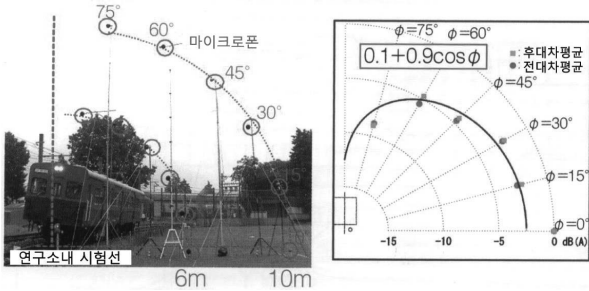 75°
60°
마이크로폰
45°
30°
15°
연구소내 시험선
6m
10m
φ=75°
φ=60°
0.1+0.9cosφ
: 후대차평균
: 전대차평균
φ=45°
φ=30°
φ=15°
φ=0°
-15
-10
-5
0
dB(A)